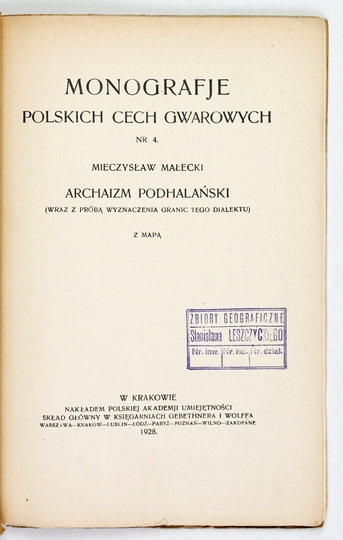 MONOGRAFJE
POLSKICH CECH GWAROWYCH
NR 4.
MIECZYSŁAW MAŁECKI
ARCHAIZM PODHALAŃSKI
(WRAZ Z PRÓBĄ WYZNACZENIA GRANIC TEGO DIALEKTU)
Z MAPĄ
ZBIORY GEOGRAFICZNE
Stanisława LESZCZYCKIEGO
Nr. inw. Nr. kat. Nr. dział.
W KRAKOWIE
NAKŁADEM POLSKIEJ AKADEMJI UMIEJĘTNOŚCI
SKŁAD GŁÓWNY W KSIĘGARNIACH GEBETHNERA I WOLFFA
WARSZAWA—KRAKÓW—LUBLIN—ŁÓDŹ—PARYŻ—POZNAŃ—WILNO—ZAKOPANE
1928.